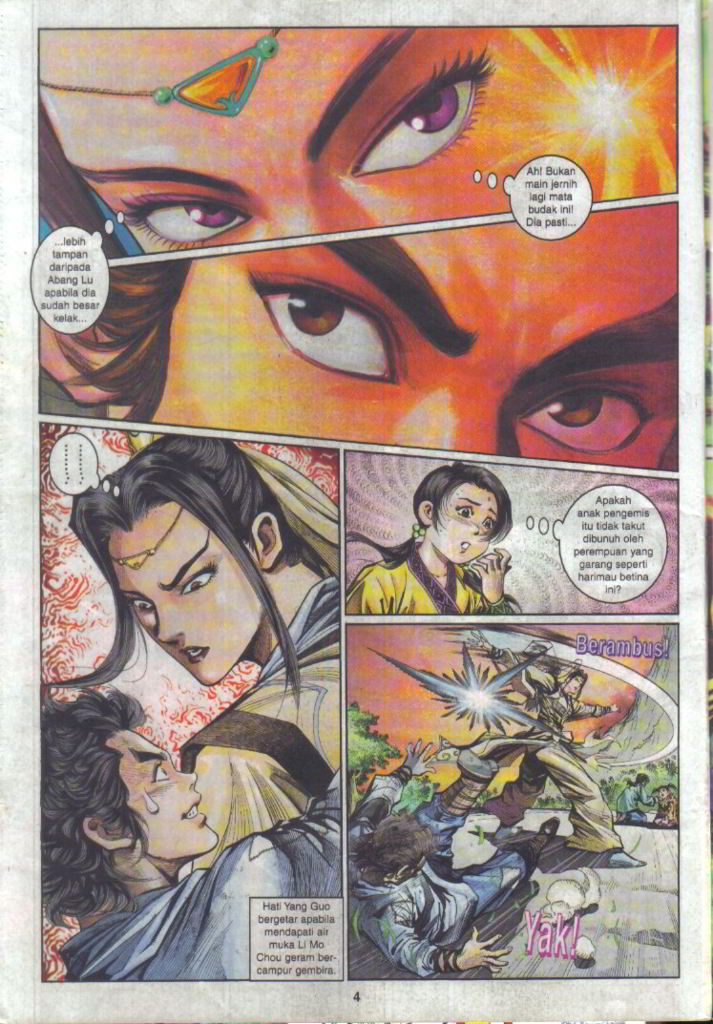 Ah! Bukan
main jernih
lagi mata
budak ini!
Dia pasti...
...lebih
tampan
daripada
Abang Lu
apabila dia
sudah besar
kelak...
Apakah
anak pengemis
itu tidak takut
dibunuh oleh
perempuan yang
garang seperti
harimau betina
ini?
Hati Yang Guo
bergetar apabila
mendapati air
muka Li Mo
Chou geram ber-
campur gembira.
Berambus!
Yak!
4